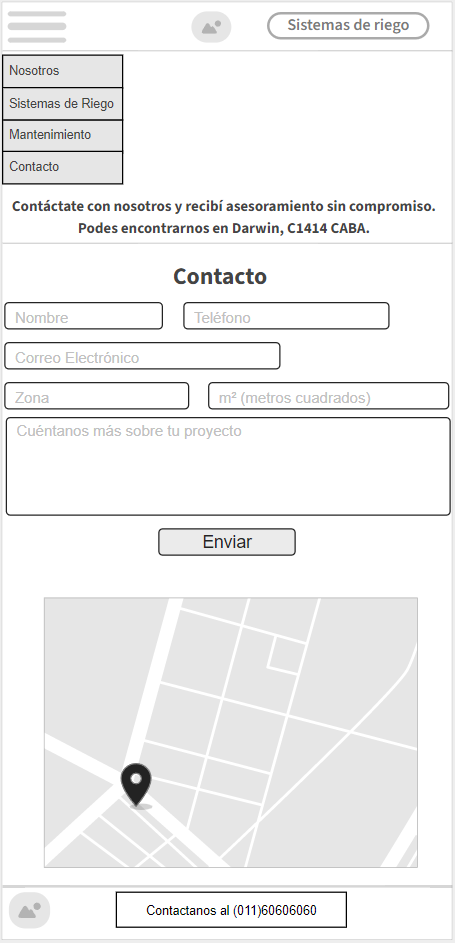 Sistemas de riego
Nosotros
Sistemas de Riego
Mantenimiento
Contacto
Contáctate con nosotros y recibí asesoramiento sin compromiso.
Podes encontrarnos en Darwin, C1414 CABA.
Contacto
Nombre
Teléfono
Correo Electrónico
Zona
m² (metros cuadrados)
Cuéntanos más sobre tu proyecto
Enviar
Contactanos al (011)60606060